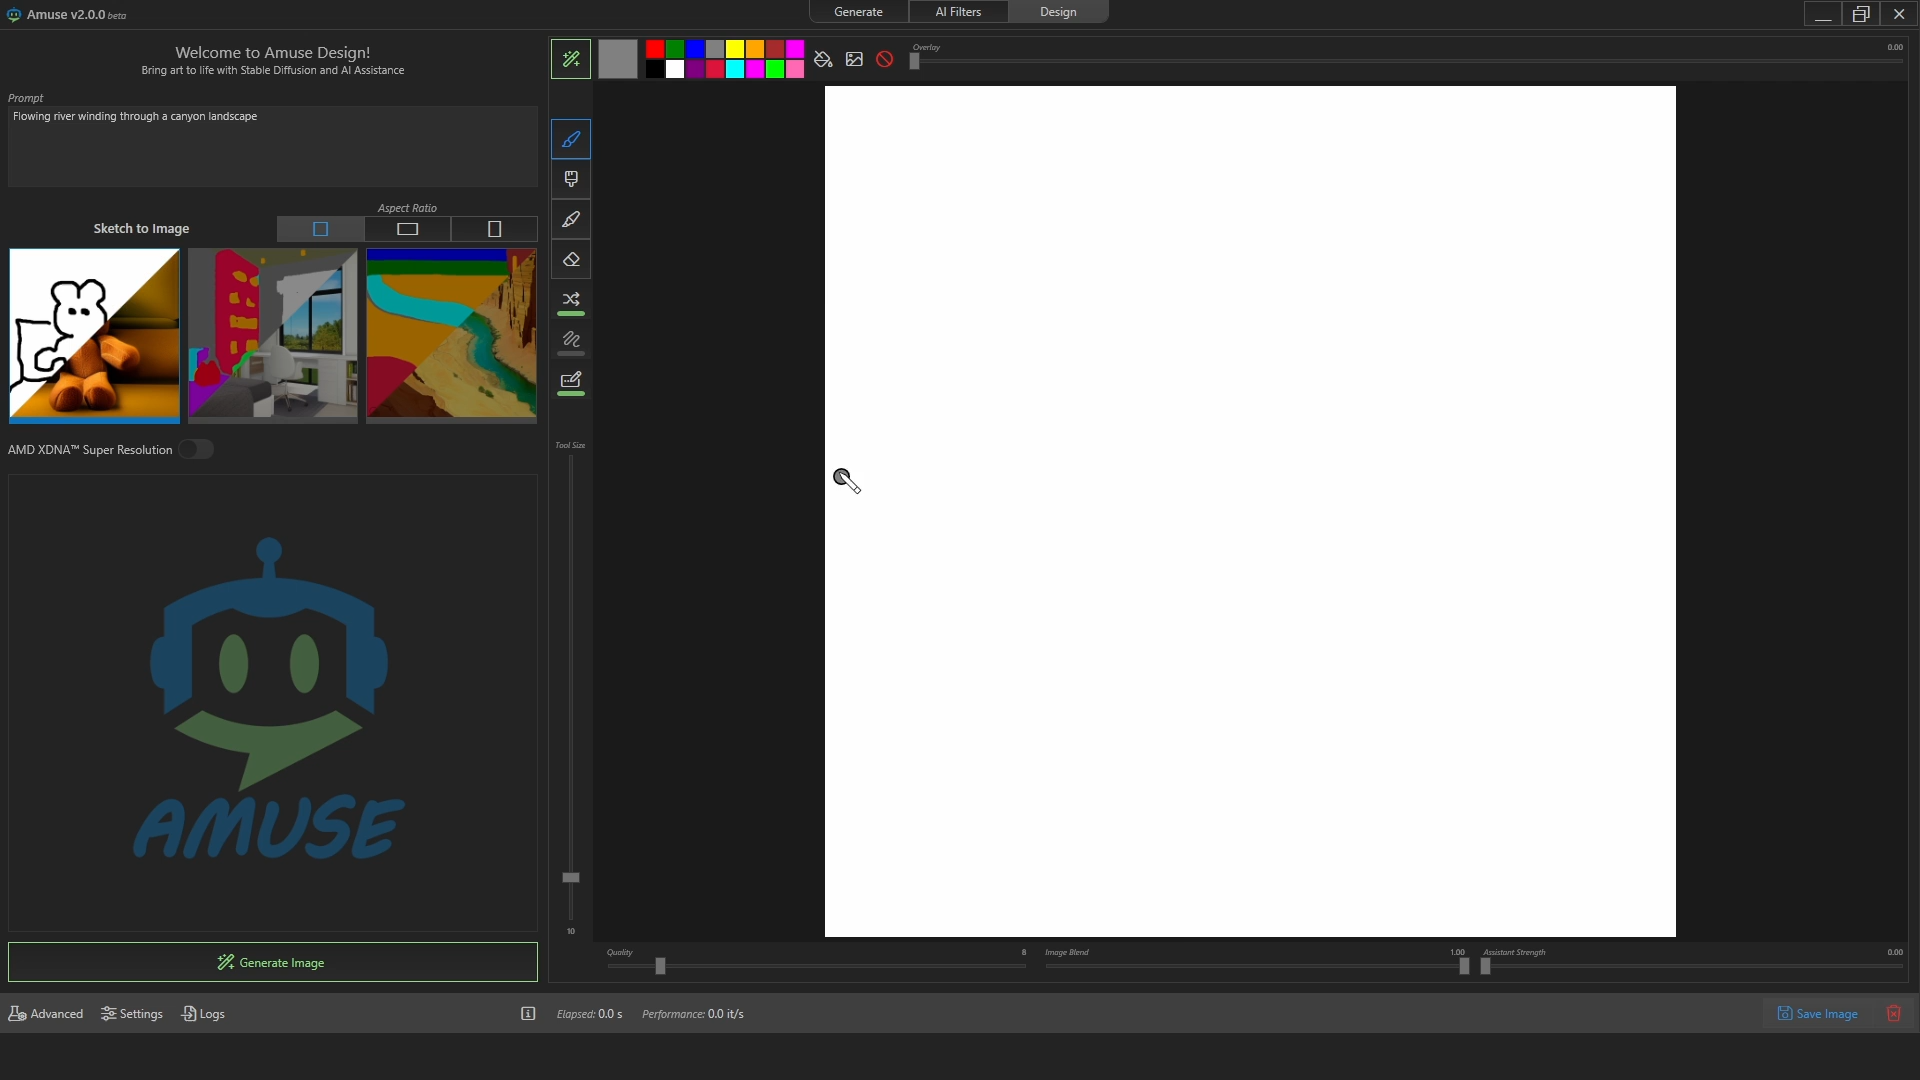 Amuse v2.0.0 beta
Generate
AI Filters
Design
Welcome to Amuse Design!
Bring art to life with Stable Diffusion and AI Assistance
Overlay
0.00
Prompt
Flowing river winding through a canyon landscape
Aspect Ratio
Sketch to Image
AMD XDNA™ Super Resolution
Tool Size
10
AMUSE
Quality
8
Image Blend
1.00
Assistant Strength
0.00
Generate Image
Advanced
Settings
Logs
Elapsed: 0.0 s
Performance: 0.0 it/s
Save Image